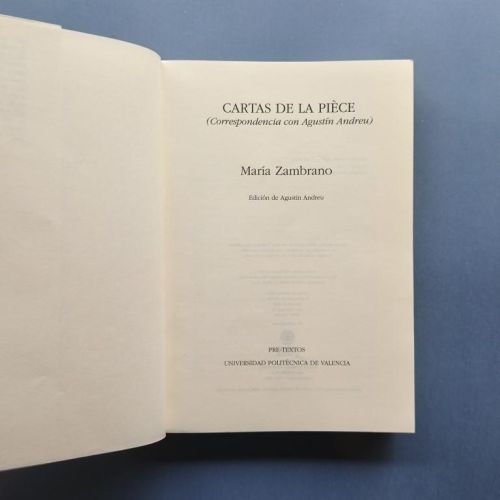 CARTAS DE LA PIÈCE
(Correspondencia con Agustín Andreu)
María Zambrano
Edición de Agustín Andreu
PRE-TEXTOS
UNIVERSIDAD POLITÉCNICA DE VALENCIA